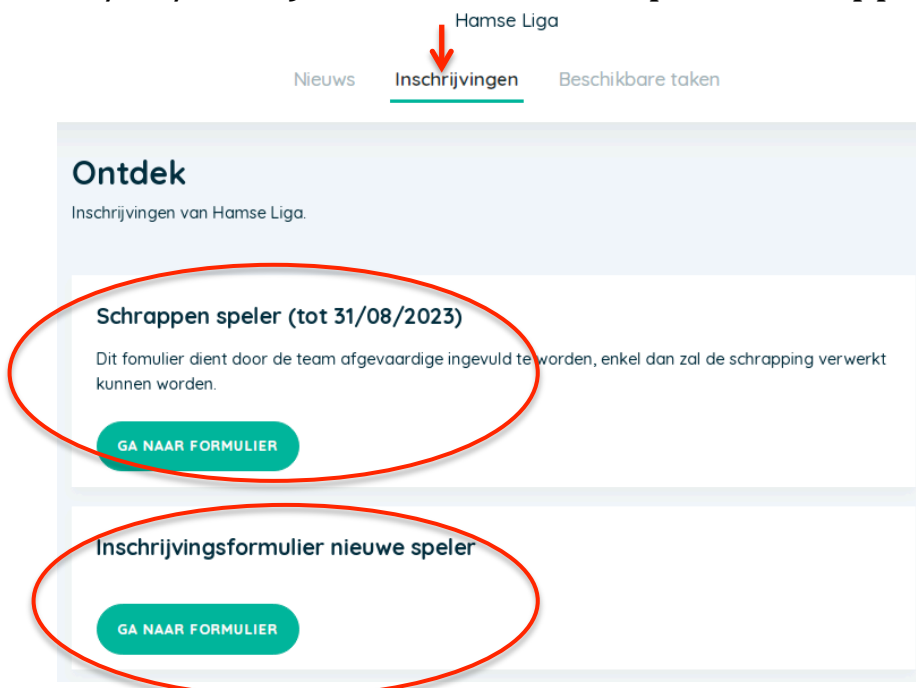 Hamse Liga
Nieuws Inschrijvingen Beschikbare taken
Ontdek
Inschrijvingen van Hamse Liga.
Schrappen speler (tot 31/08/2023)
Dit fomulier dient door de team afgevaardige ingevuld te worden, enkel dan zal de schrapping verwerkt
kunnen worden.
GA NAAR FORMULIER
Inschrijvingsformulier nieuwe speler
GA NAAR FORMULIER